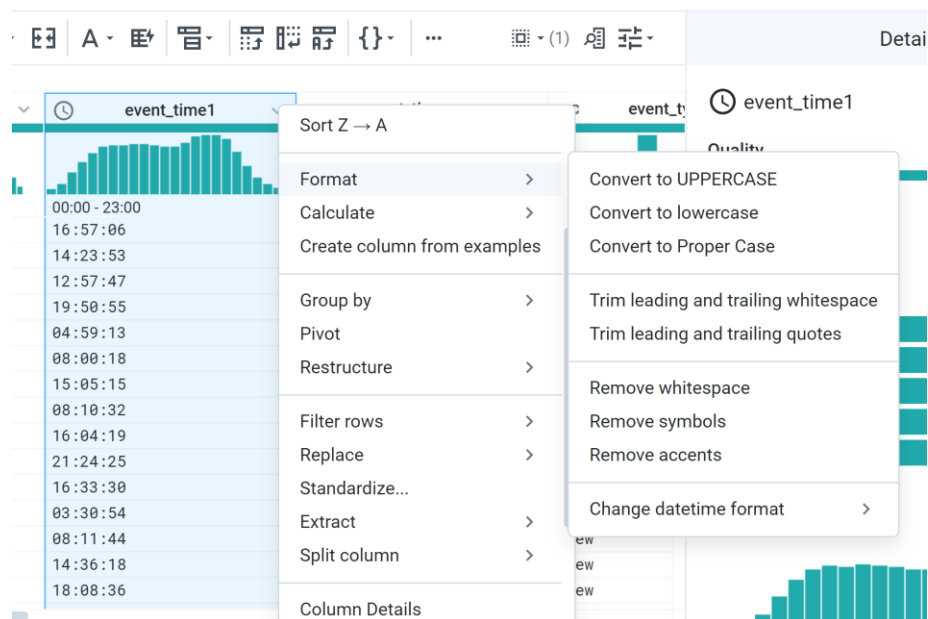 A
{}
...
(1)
Detai
event_time1
event_ty
event_time1
Sort Z → A
Quality
00:00 - 23:00
16:57:06
14:23:53
12:57:47
19:50:55
04:59:13
08:00:18
15:05:15
08:10:32
16:04:19
21:24:25
16:33:30
03:30:54
08:11:44
14:36:18
18:08:36
Format
Calculate
Create column from examples
Group by
Pivot
Restructure
Filter rows
Replace
Standardize...
Extract
Split column
Column Details
Convert to UPPERCASE
Convert to lowercase
Convert to Proper Case
Trim leading and trailing whitespace
Trim leading and trailing quotes
Remove whitespace
Remove symbols
Remove accents
Change datetime format
ew
ew
ew